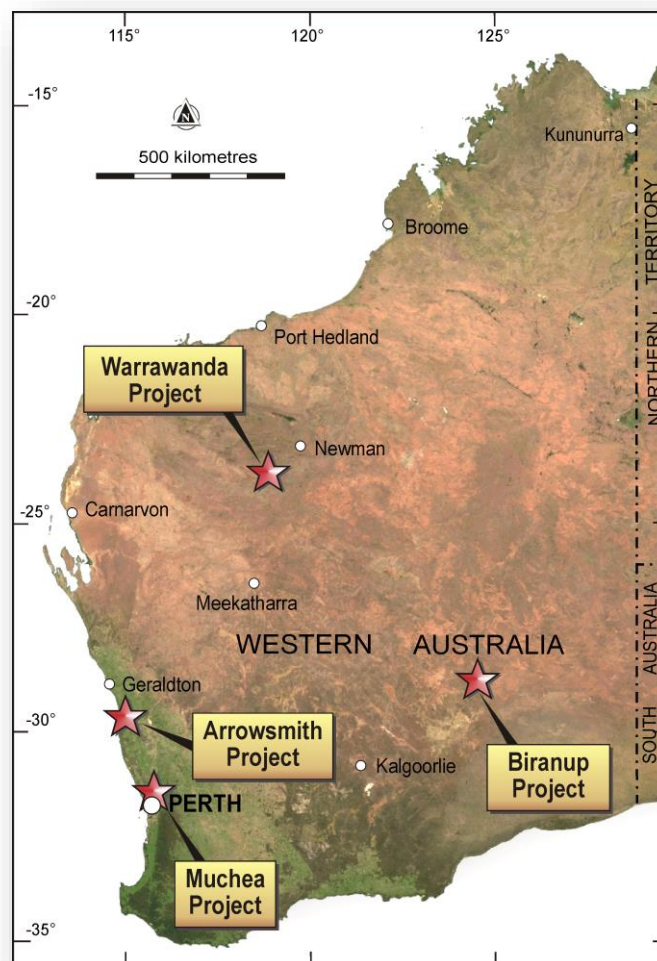 115°
120°
125°
-15°
N
500 kilometres
Kununurra
Broome
-20°
Port Hedland
Warrawanda
Project
Newman
NORTHERN TERRITORY
-25°
Carnarvon
Meekatharra
WESTERN AUSTRALIA
SOUTH AUSTRALIA
Geraldton
-30°
Arrowsmith
Project
Kalgoorlie
Biranup
Project
PERTH
Muchea
Project
-35°